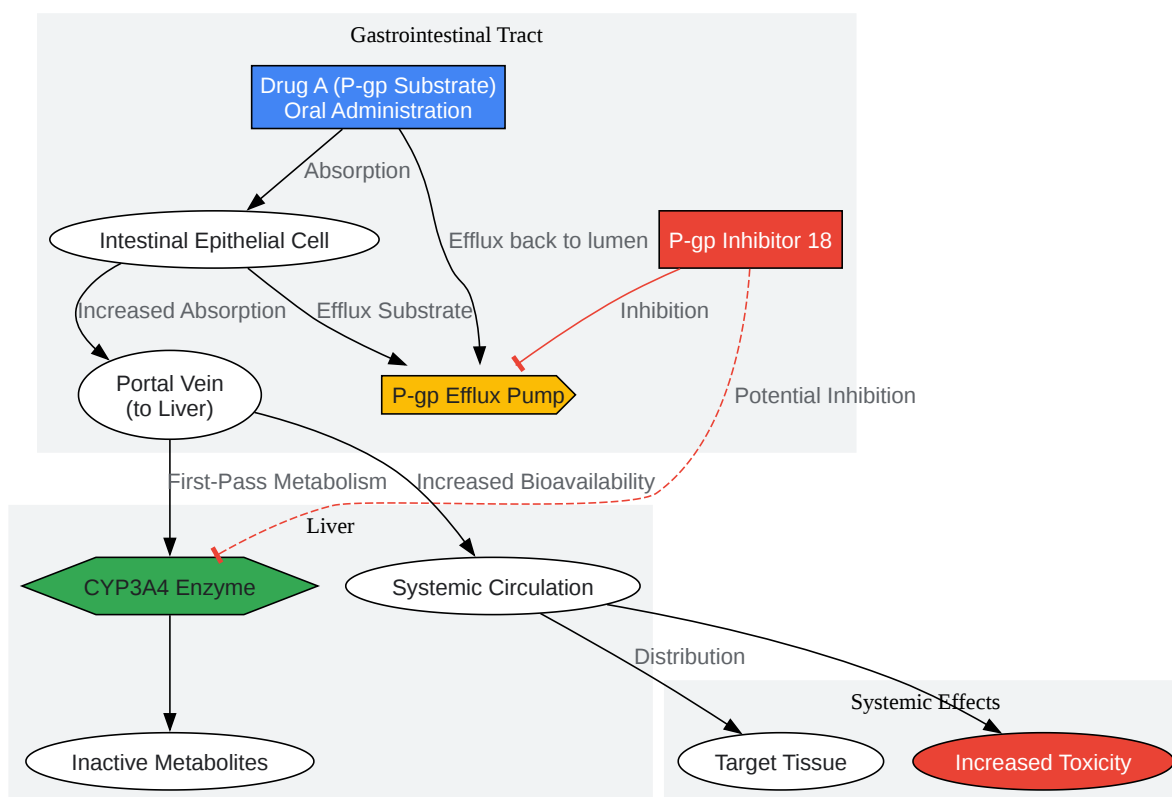 Gastrointestinal Tract
Drug A (P-gp Substrate)
Oral Administration
Absorption
Intestinal Epithelial Cell
Efflux back to lumen
P-gp Inhibitor 18
Increased Absorption
Efflux Substrate
Inhibition
Portal Vein
(to Liver)
P-gp Efflux Pump
Potential Inhibition
First-Pass Metabolism
Increased Bioavailability
Liver
CYP3A4 Enzyme
Systemic Circulation
Distribution
Systemic Effects
Inactive Metabolites
Target Tissue
Increased Toxicity